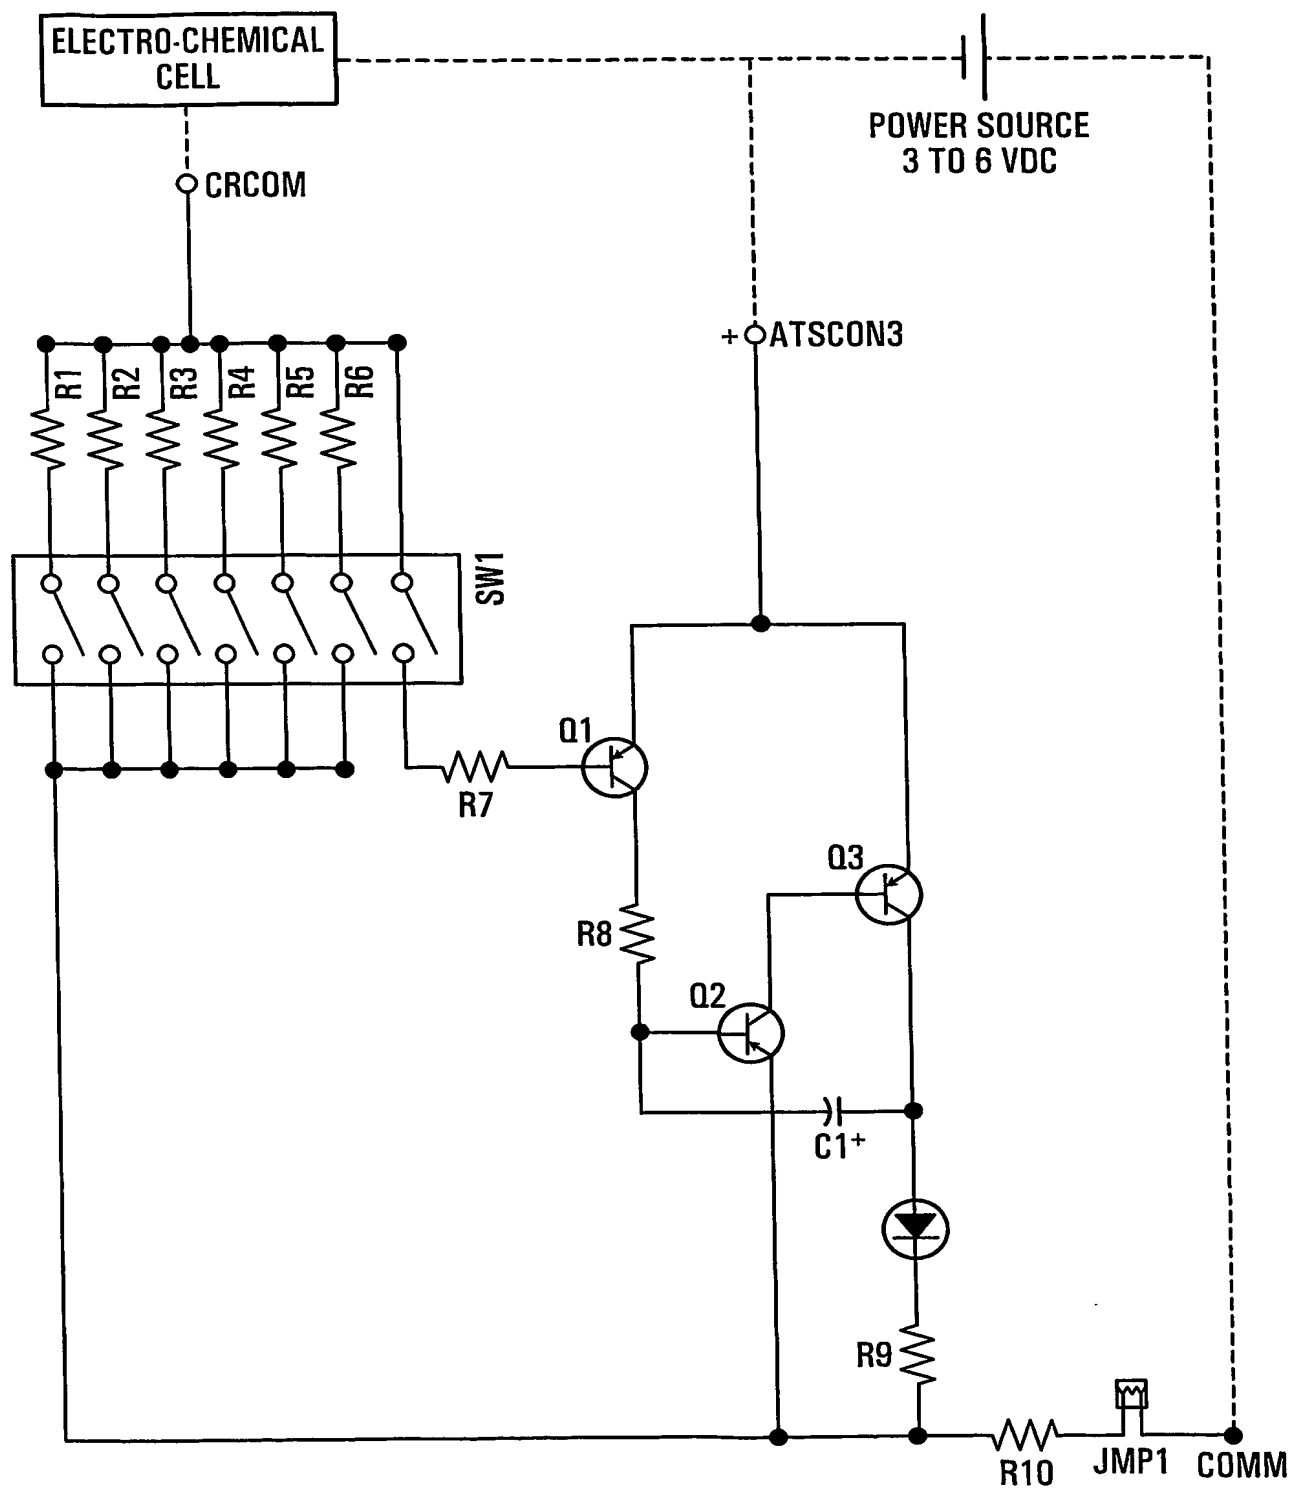 ELECTRO-CHEMICAL
CELL
POWER SOURCE
3 TO 6 VDC
CRCOM
+ ATSCON3
R1
R2
R3
R4
R5
R6
SW1
Q1
R7
Q3
R8
Q2
C1+
R9
R10
JMP1
COMM